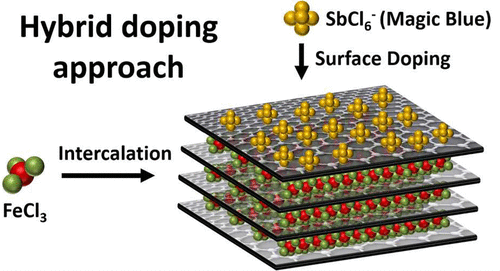 Hybrid doping
approach
SbCl6- (Magic Blue)
Surface Doping
Intercalation
FeCl3